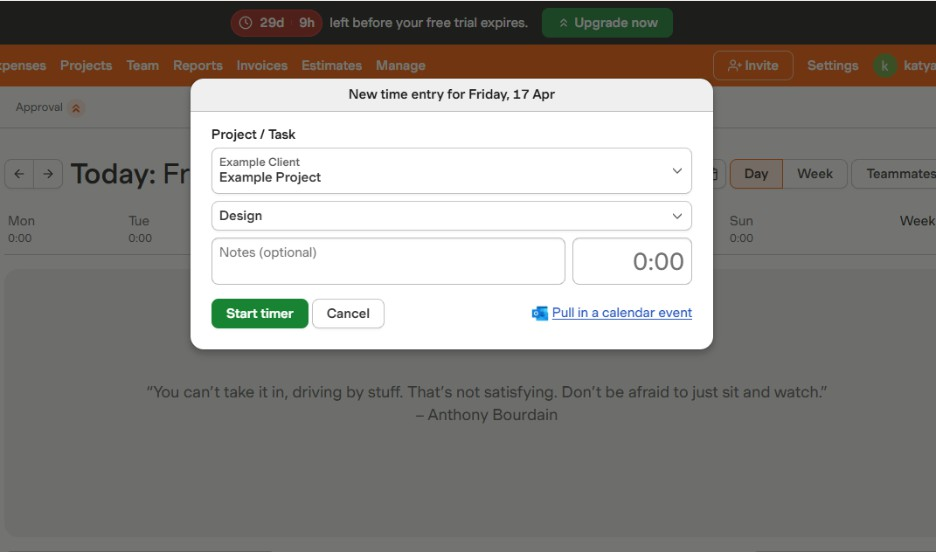 29d 9h left before your free trial expires. Upgrade now
Projects Team Reports Invoices Estimates Manage Invite Settings k
Approval
New time entry for Friday, 17 Apr
Project / Task
Example Client
Example Project
Today: Day Week Teammates
Design
Mon Tue Sun Week
0:00 0:00 0:00
Notes (optional) 0:00
Start timer Cancel Pull in a calendar event
“You can’t take it in, driving by stuff. That’s not satisfying. Don’t be afraid to just sit and watch.”
– Anthony Bourdain